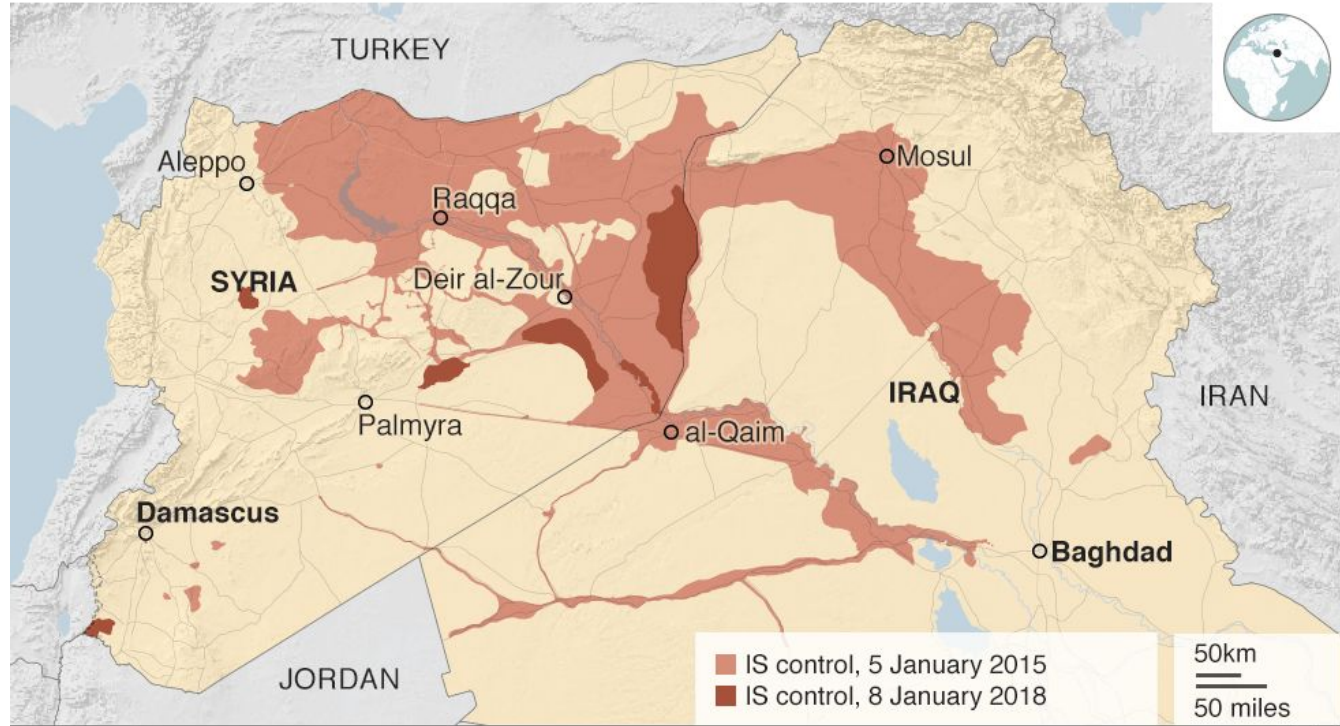 TURKEY
Aleppo
Mosul
Raqqa
SYRIA
Deir al-Zour
IRAQ
IRAN
Palmyra
al-Qaim
Damascus
Baghdad
JORDAN
IS control, 5 January 2015
IS control, 8 January 2018
50km
50 miles